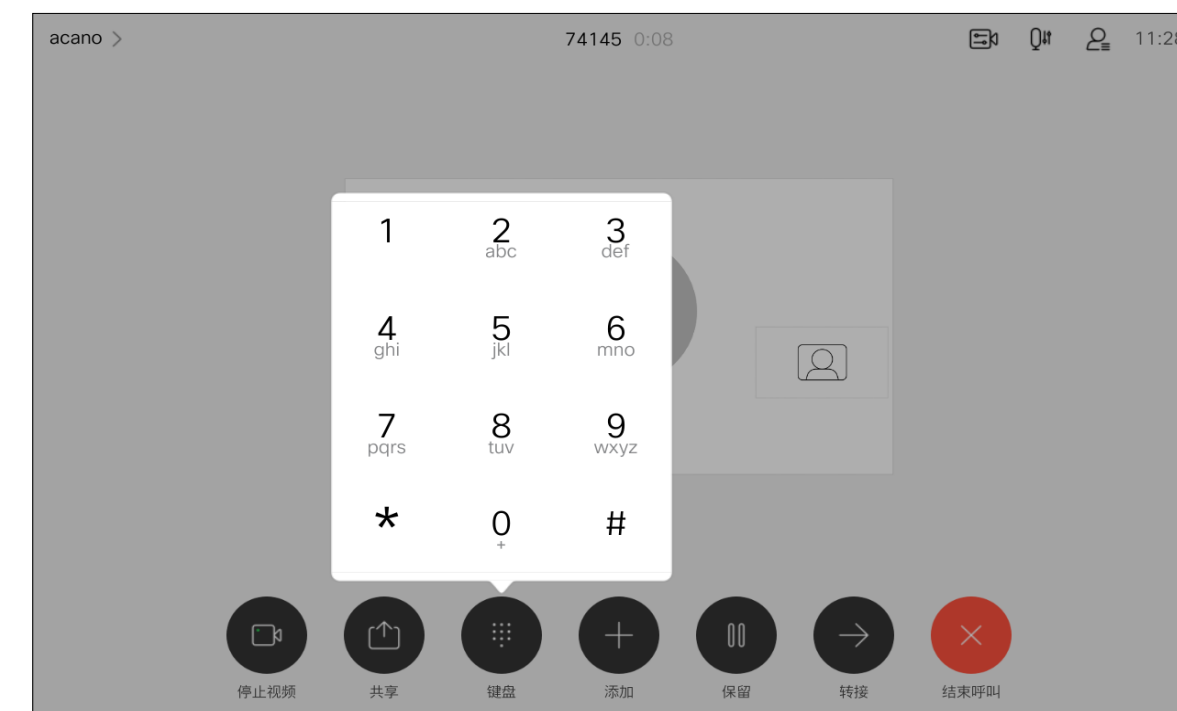 acano
74145 0:08
11:28
1 2 3
abc def
4 5 6
ghi jkl mno
7 8 9
pqrs tuv wxyz
* 0 #
+
停止视频 共享 键盘 添加 保留 转接 结束呼叫